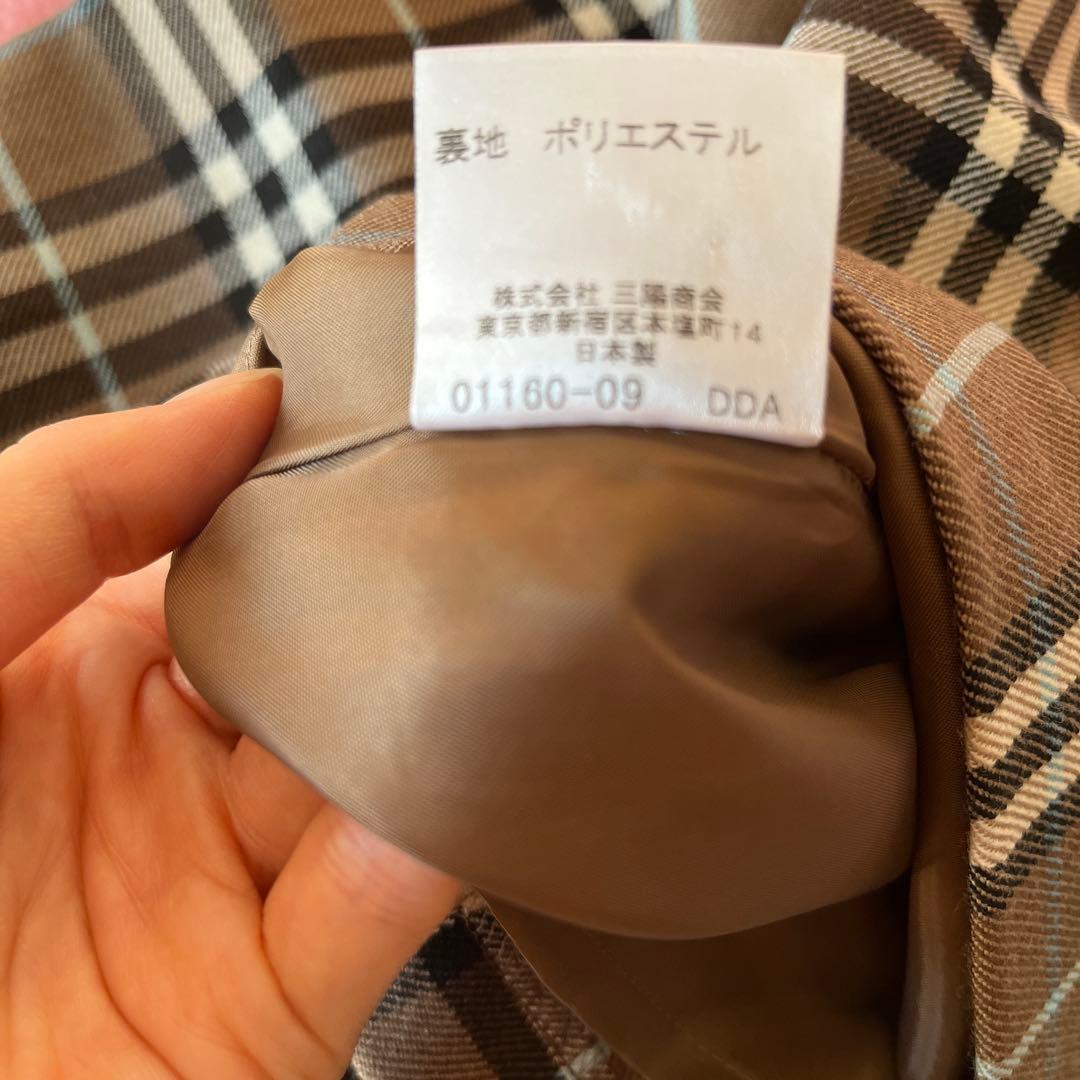 裏地 ポリエステル
株式会社 三陽商会
東京都新宿区本塩町14
日本製
01160-09 DDA